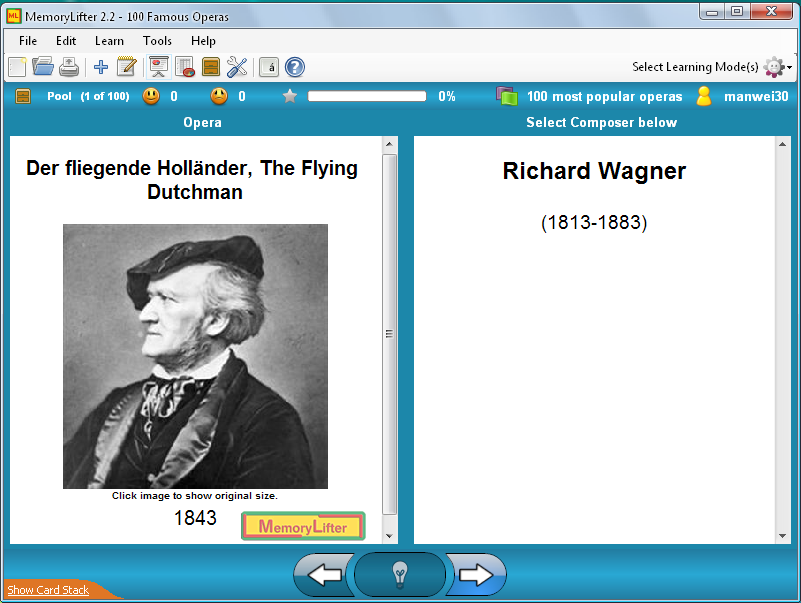 MemoryLifter 2.2 - 100 Famous Operas
File Edit Learn Tools Help
Select Learning Mode(s)
Pool (1 of 100) 0 0 0% 100 most popular operas manwei30
Opera
Der fliegende Holländer, The Flying
Dutchman
Click image to show original size.
1843
MemoryLifter
Select Composer below
Richard Wagner
(1813-1883)
Show Card Stack